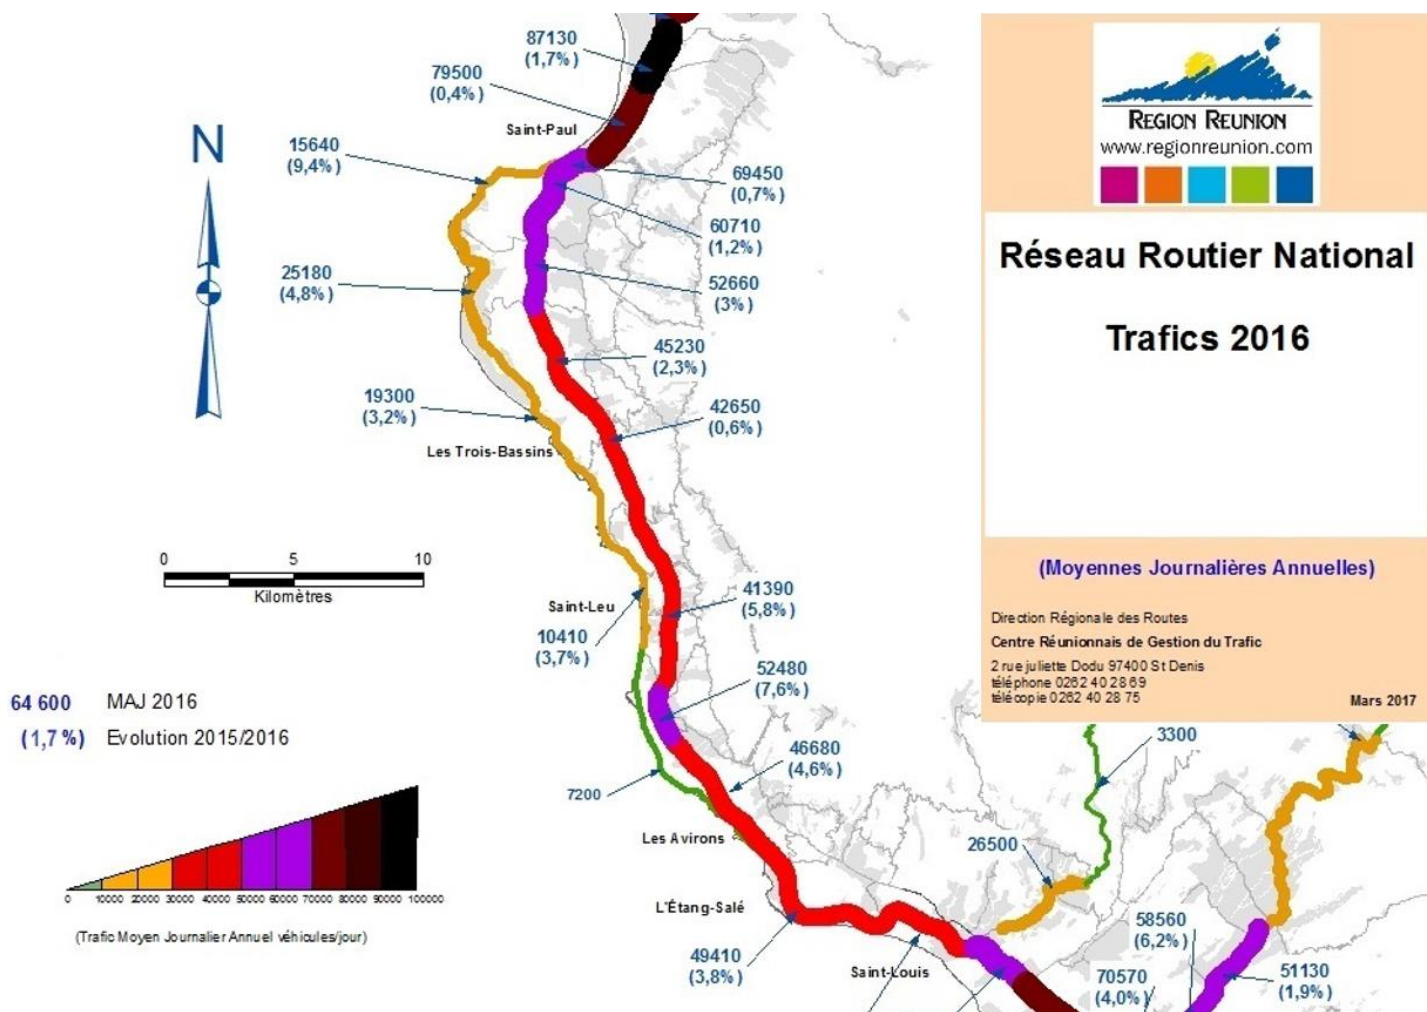 87130
(1,7%)
79500
(0,4%)
Saint-Paul
N
15640
(9,4%)
69450
(0,7%)
60710
(1,2%)
25180
(4,8%)
52660
(3%)
45230
(2,3%)
19300
(3,2%)
42650
(0,6%)
Les Trois-Bassins
0 5 10
Kilomètres
Saint-Leu
41390
(5,8%)
10410
(3,7%)
52480
(7,6%)
64 600 MAJ 2016
(1,7 %) Evolution 2015/2016
46680
(4,6%)
7200
Les Avirons
3300
26500
0 10000 20000 30000 40000 50000 60000 70000 80000 90000 100000
(Trafic Moyen Journalier Annuel véhicules/jour)
L'Étang-Salé
49410
(3,8%)
Saint-Louis
58560
(6,2%)
70570
(4,0%)
51130
(1,9%)
REGION REUNION
www.regionreunion.com
Réseau Routier National
Trafics 2016
(Moyennes Journalières Annuelles)
Direction Régionale des Routes
Centre Réunionnais de Gestion du Trafic
2 rue juliette Dodu 97400 St Denis
téléphone 0262 40 28 69
télécopie 0262 40 28 75
Mars 2017